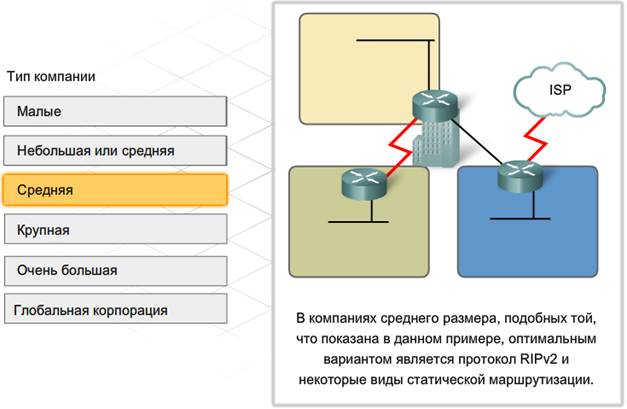 Тип компании
Малые
Небольшая или средняя
Средняя
Крупная
Очень большая
Глобальная корпорация
ISP
В компаниях среднего размера, подобных той,
что показана в данном примере, оптимальным
вариантом является протокол RIPv2 и
некоторые виды статической маршрутизации.